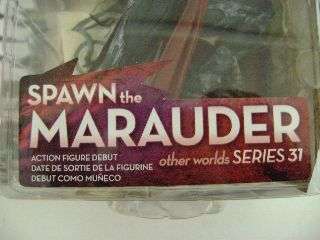 SPAWN the
MARAUDER
ACTION FIGURE DEBUT
DATE DE SORTIE DE LA FIGURINE
DEBUT COMO MUÑECO
other worlds SERIES 31